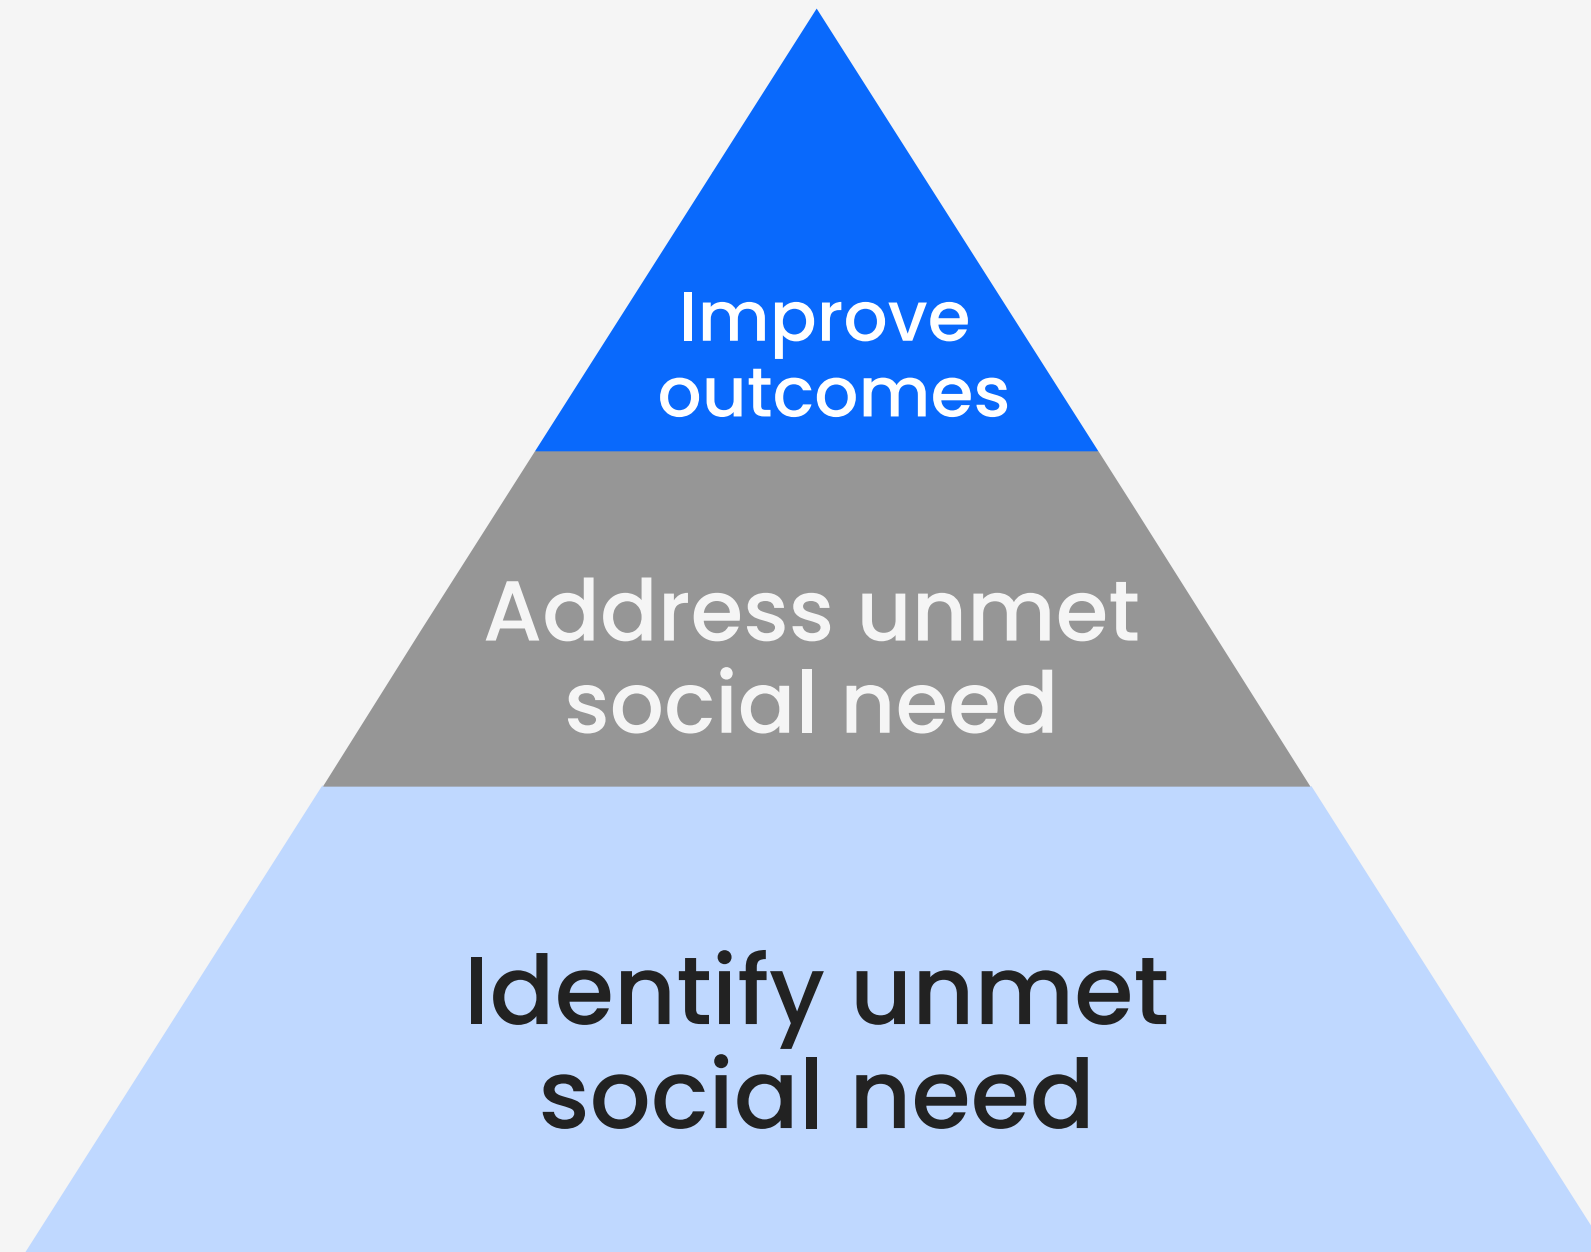 Improve
outcomes
Address unmet
social need
Identify unmet
social need